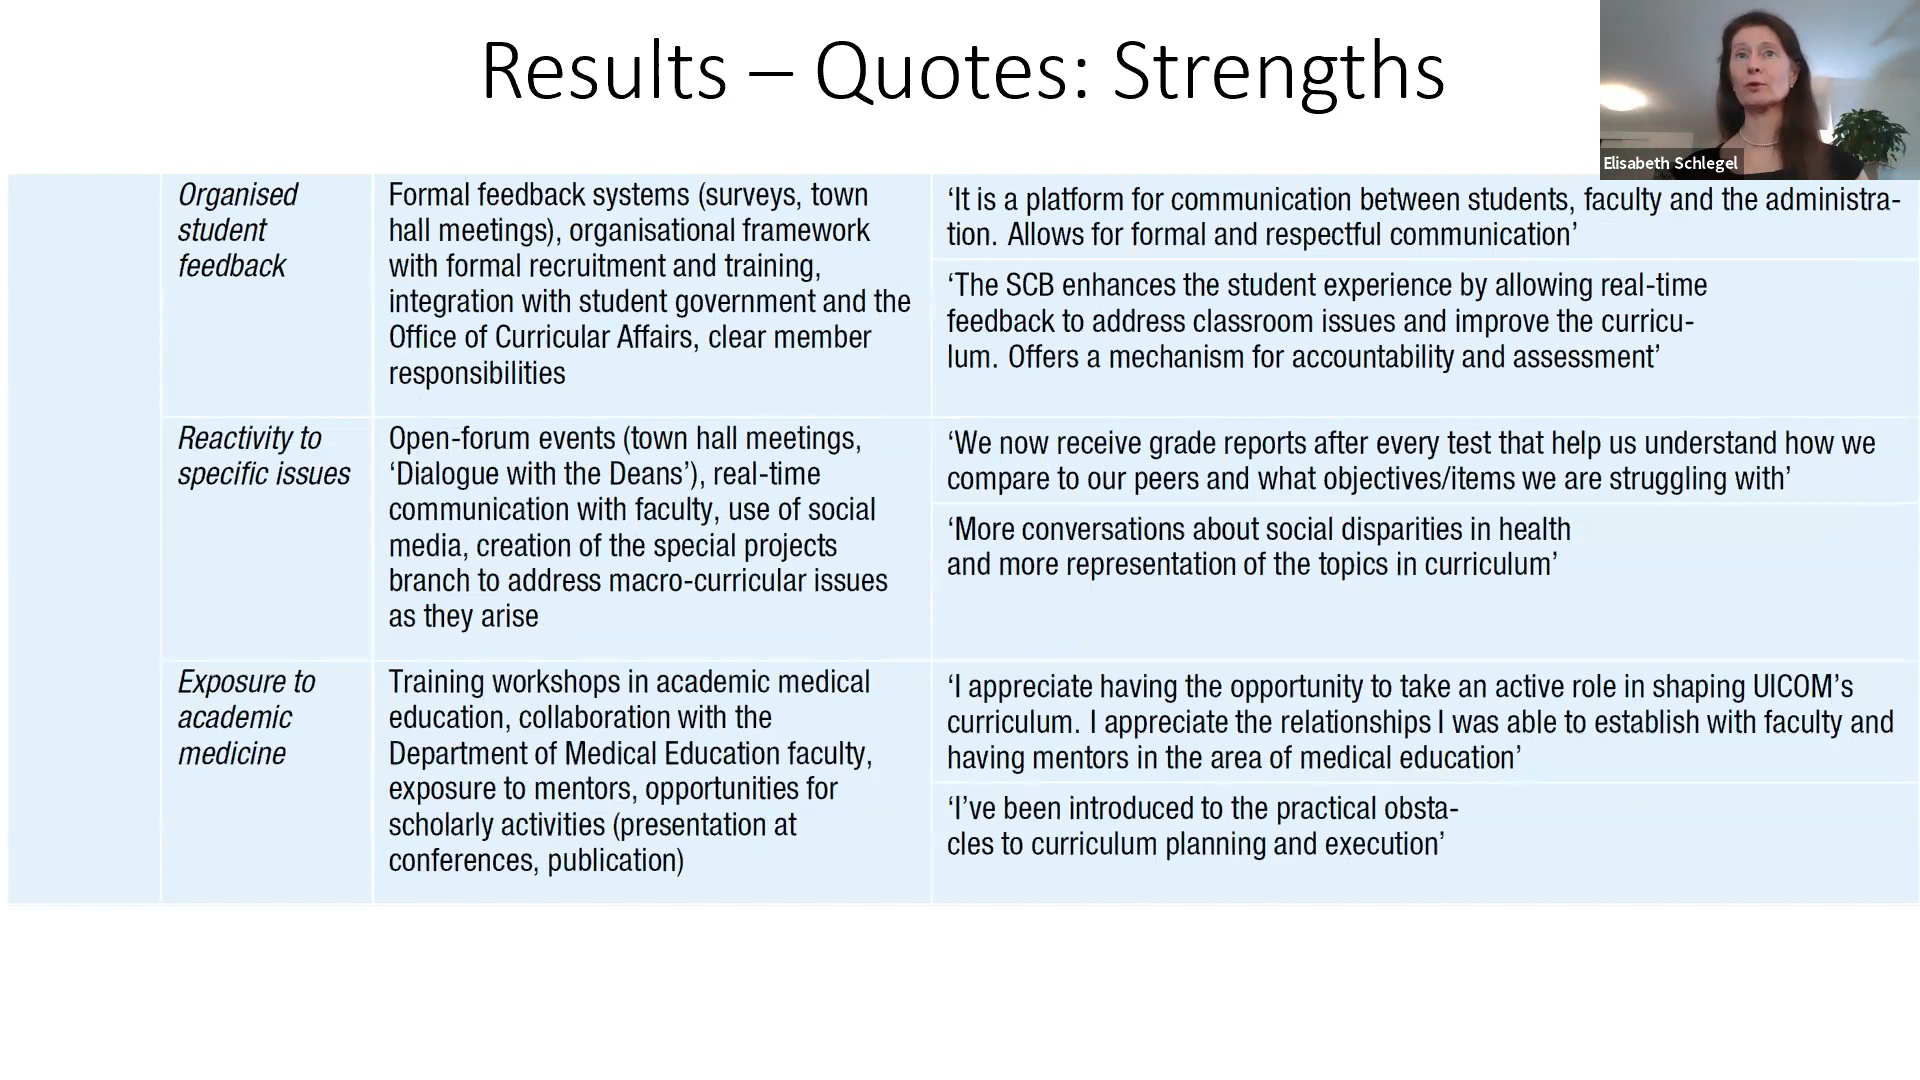 Results – Quotes: Strengths
Elisabeth Schlegel
Organised
student
feedback
Formal feedback systems (surveys, town
hall meetings), organisational framework
with formal recruitment and training,
integration with student government and the
Office of Curricular Affairs, clear member
responsibilities
‘It is a platform for communication between students, faculty and the administra-
tion. Allows for formal and respectful communication’
‘The SCB enhances the student experience by allowing real-time
feedback to address classroom issues and improve the curricu-
lum. Offers a mechanism for accountability and assessment’
Reactivity to
specific issues
Open-forum events (town hall meetings,
‘Dialogue with the Deans’), real-time
communication with faculty, use of social
media, creation of the special projects
branch to address macro-curricular issues
as they arise
‘We now receive grade reports after every test that help us understand how we
compare to our peers and what objectives/items we are struggling with’
‘More conversations about social disparities in health
and more representation of the topics in curriculum’
Exposure to
academic
medicine
Training workshops in academic medical
education, collaboration with the
Department of Medical Education faculty,
exposure to mentors, opportunities for
scholarly activities (presentation at
conferences, publication)
‘I appreciate having the opportunity to take an active role in shaping UICOM’s
curriculum. I appreciate the relationships I was able to establish with faculty and
having mentors in the area of medical education’
‘I’ve been introduced to the practical obsta-
cles to curriculum planning and execution’